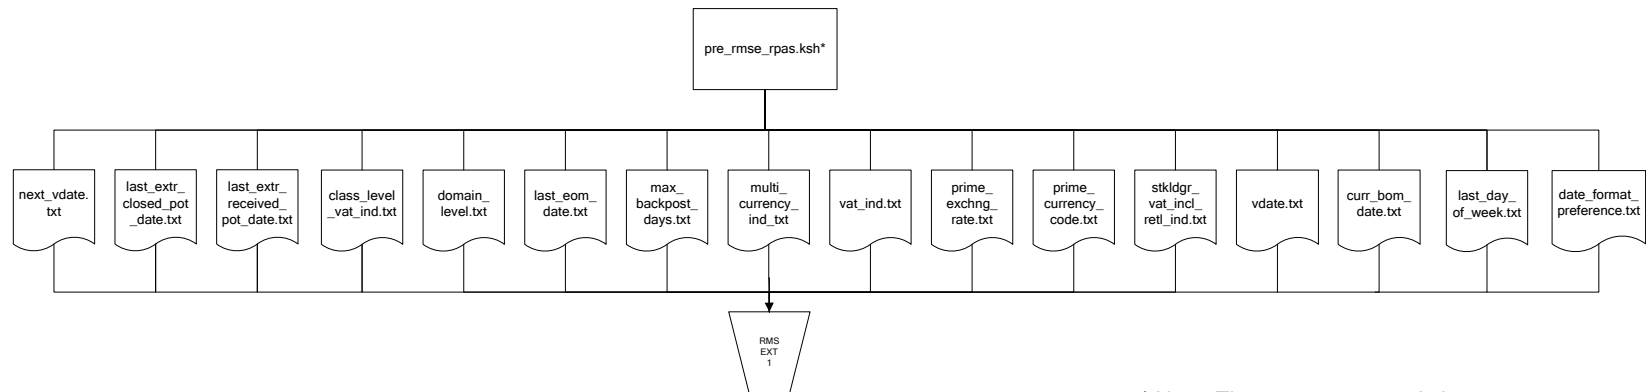 pre_rmse_rpas.ksh*
next_vdate.
txt
last_extr_
closed_pot
_date.txt
last_extr_
received_
pot_date.txt
class_level
_vat_ind.txt
domain_
level.txt
last_eom_
date.txt
max_
backpost_
days.txt
multi_
currency_
ind_txt
vat_ind.txt
prime_
exchng_
rate.txt
prime_
currency_
code.txt
stkldgr_
vat_incl_
retl_ind.txt
vdate.txt
curr_bom_
date.txt
last_day_
of_week.txt
date_format_
preference.txt
RMS
EXT
1